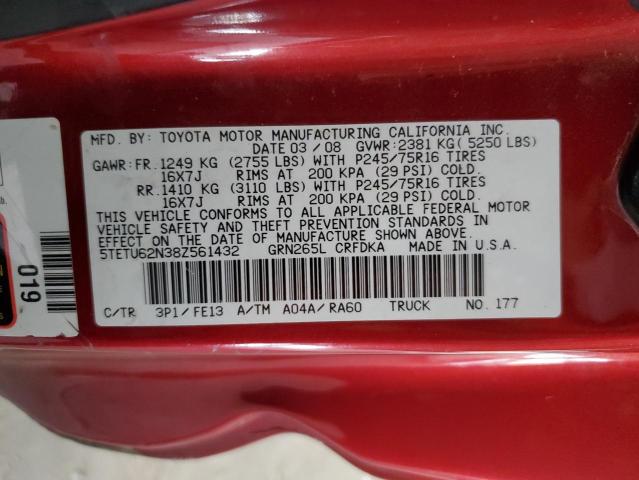 MFD. BY: TOYOTA MOTOR MANUFACTURING CALIFORNIA INC.
DATE 03 / 08 GVWR:2381 KG( 5250 LBS)
GAWR: FR. 1249 KG (2755 LBS) WITH P245/75R16 TIRES
16X7J RIMS AT 200 KPA (29 PSI) COLD.
RR. 1410 KG (3110 LBS) WITH P245/75R16 TIRES
16X7J RIMS AT 200 KPA (29 PSI) COLD.
THIS VEHICLE CONFORMS TO ALL APPLICABLE FEDERAL MOTOR
VEHICLE SAFETY AND THEFT PREVENTION STANDARDS IN
EFFECT ON THE DATE OF MANUFACTURE SHOWN ABOVE.
5TETU62N38Z561432 GRN265L CRFDKA MADE IN U.S.A.
C/TR 3P1/ FE13 A/TM A04A/ RA60 TRUCK NO. 177
019